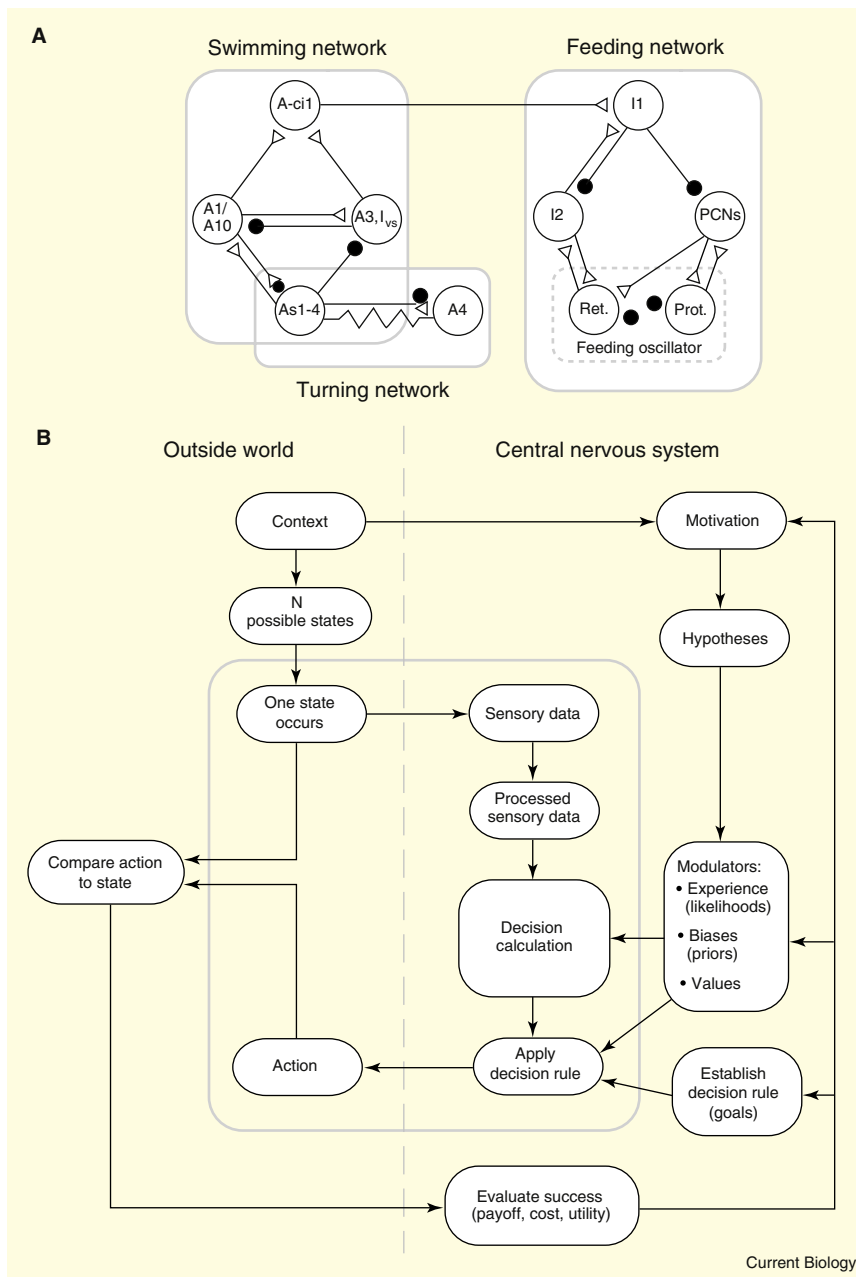 A
Swimming network
Feeding network
A-ci1
I1
A1/
A10
A3,Ivs
I2
PCNs
As1-4
A4
Ret.
Prot.
Feeding oscillator
Turning network
B
Outside world
Central nervous system
Context
Motivation
N
possible states
Hypotheses
One state
occurs
Sensory data
Processed
sensory data
Compare action
to state
Modulators:
• Experience
(likelihoods)
• Biases
(priors)
• Values
Decision
calculation
Action
Apply
decision rule
Establish
decision rule
(goals)
Evaluate success
(payoff, cost, utility)
Current Biology